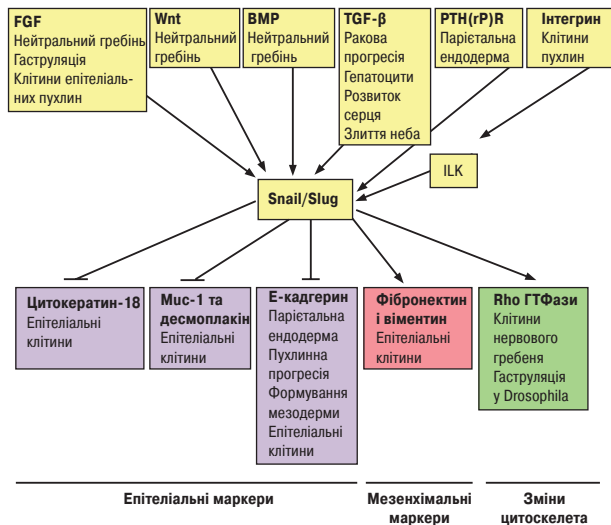 FGF
Нейтральний гребінь
Гаструляція
Клітини епітеліаль-
них пухлин
Wnt
Нейтральний
гребінь
BMP
Нейтральний
гребінь
TGF-β
Ракова
прогресія
Гепатоцити
Розвиток
серця
Злиття неба
PTH(rP)R
Парієтальна
ендодерма
Інтегрин
Клітини
пухлин
ILK
Snail/Slug
Цитокератин-18
Епітеліальні
клітини
Muc-1 та
десмоплакін
Епітеліальні
клітини
Е-кадгерин
Парієтальна
ендодерма
Пухлинна
прогресія
Формування
мезодерми
Епітеліальні
клітини
Фібронектин
і віментин
Епітеліальні
клітини
Rho ГТФази
Клітини
нервового
гребеня
Гаструляція
у Drosophila
Епітеліальні маркери
Мезенхімальні
маркери
Зміни
цитоскелета